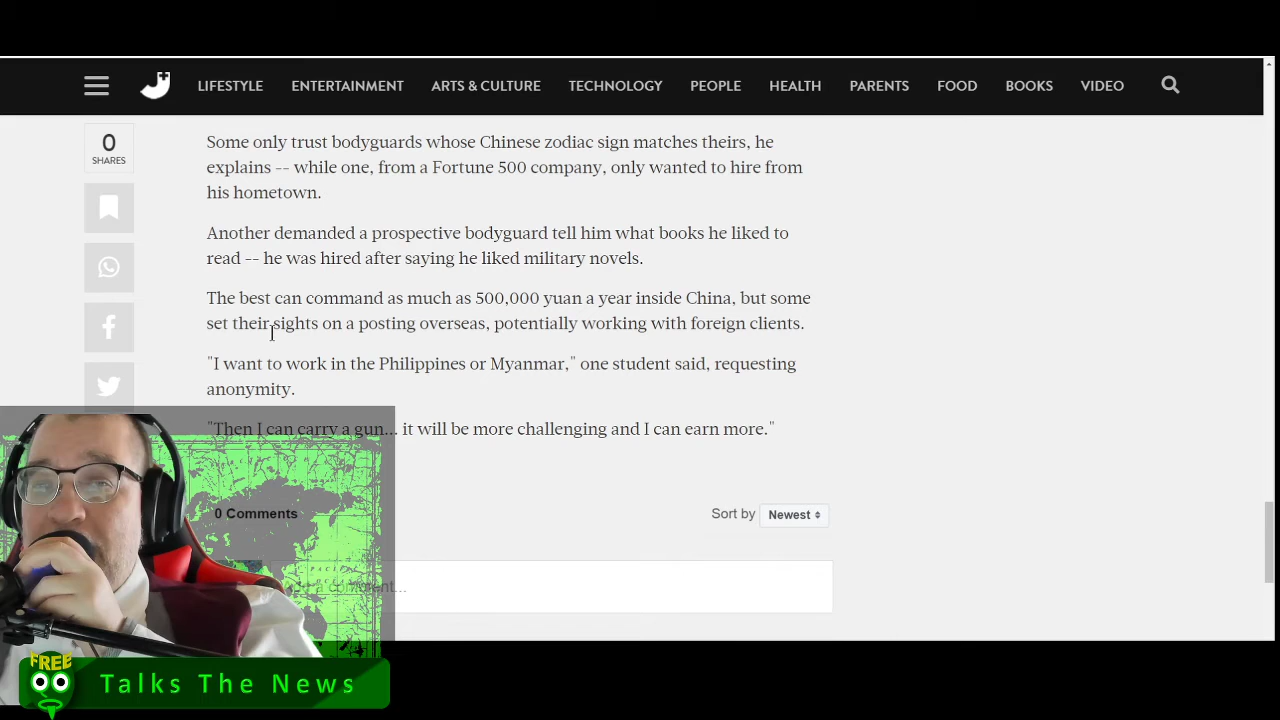 LIFESTYLE ENTERTAINMENT ARTS & CULTURE TECHNOLOGY PEOPLE HEALTH PARENTS FOOD BOOKS VIDEO
0
SHARES
Some only trust bodyguards whose Chinese zodiac sign matches theirs, he
explains -- while one, from a Fortune 500 company, only wanted to hire from
his hometown.
Another demanded a prospective bodyguard tell him what books he liked to
read -- he was hired after saying he liked military novels.
The best can command as much as 500,000 yuan a year inside China, but some
set their sights on a posting overseas, potentially working with foreign clients.
"I want to work in the Philippines or Myanmar," one student said, requesting
anonymity.
"Then I can carry a gun... it will be more challenging and I can earn more."
0 Comments
Sort by Newest
PACIFIC
a comment...
FREE
Talks The News